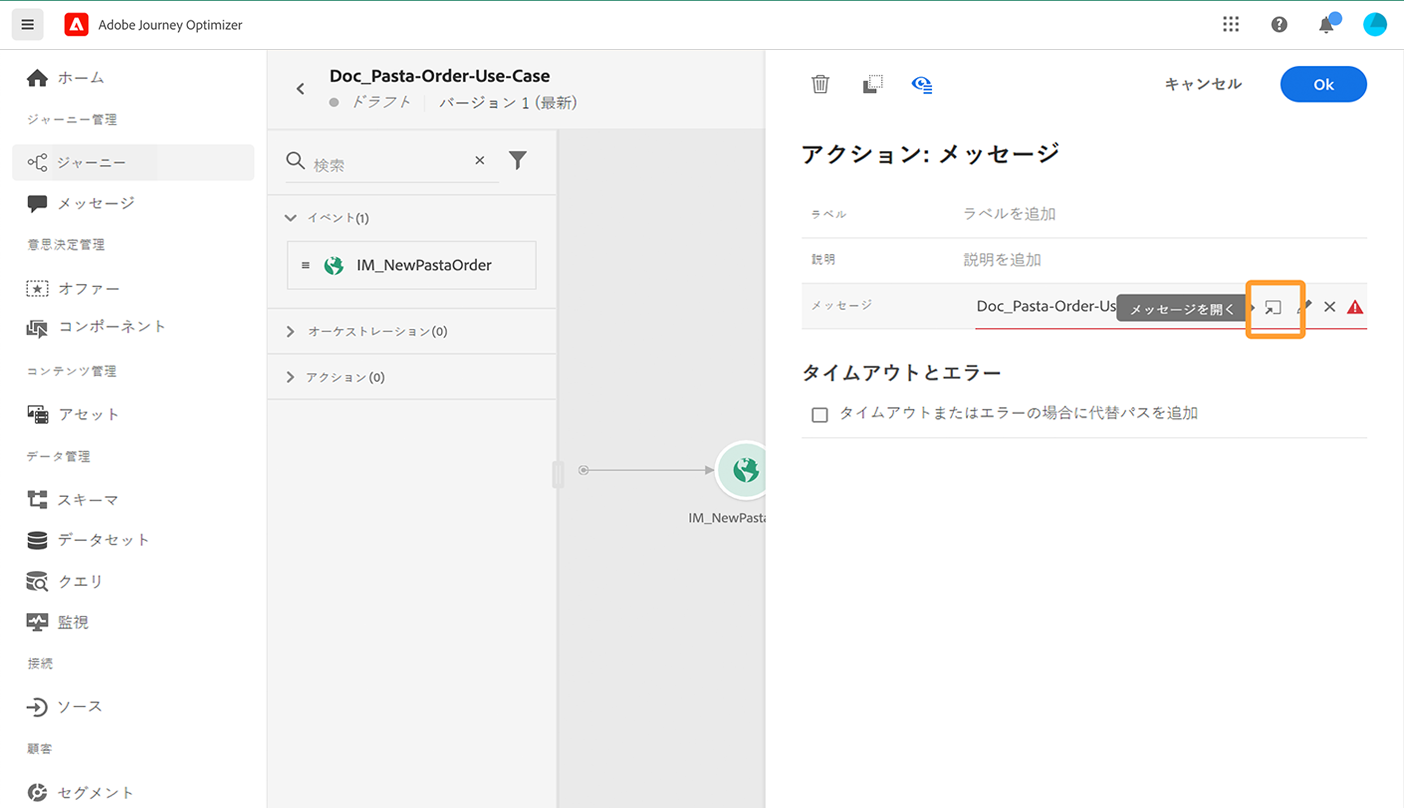 Adobe Journey Optimizer
ホーム
ジャーニー管理
ジャーニー
メッセージ
意思決定管理
オファー
コンポーネント
コンテンツ管理
アセット
データ管理
スキーマ
データセット
クエリ
監視
接続
ソース
顧客
セグメント
Doc_Pasta-Order-Use-Case
ドラフト バージョン 1 (最新)
検索
イベント(1)
IM_NewPastaOrder
オーケストレーション(0)
アクション(0)
IM_NewPasta
キャンセル Ok
アクション: メッセージ
ラベル ラベルを追加
説明 説明を追加
メッセージ Doc_Pasta-Order-Us メッセージを開く
タイムアウトとエラー
タイムアウトまたはエラーの場合に代替パスを追加